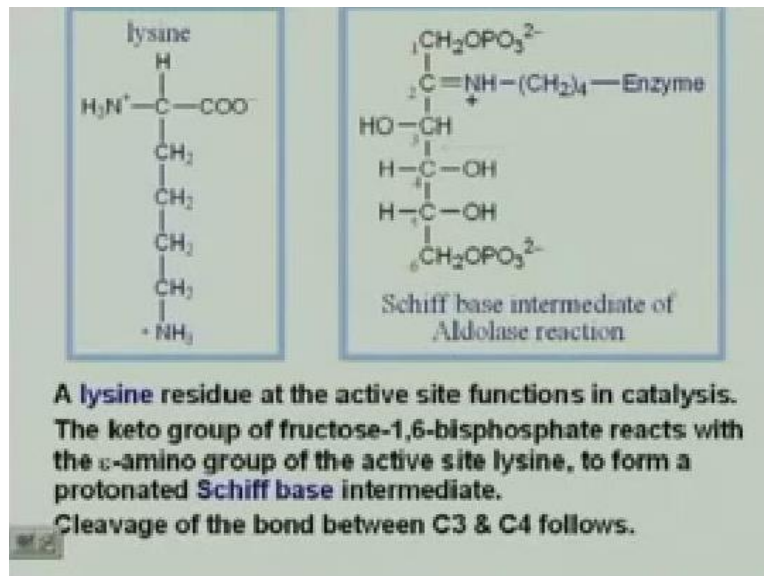 lysine
H
H₃N⁺–C–COO⁻
CH₂
CH₂
CH₂
CH₂
⁺NH₃
₁CH₂OPO₃²⁻
₂C=NH–(CH₂)₄–Enzyme
+
HO–CH
3
H–C–OH
4
H–C–OH
5
₆CH₂OPO₃²⁻
Schiff base intermediate of
Aldolase reaction
A lysine residue at the active site functions in catalysis.
The keto group of fructose-1,6-bisphosphate reacts with
the ε-amino group of the active site lysine, to form a
protonated Schiff base intermediate.
Cleavage of the bond between C3 & C4 follows.